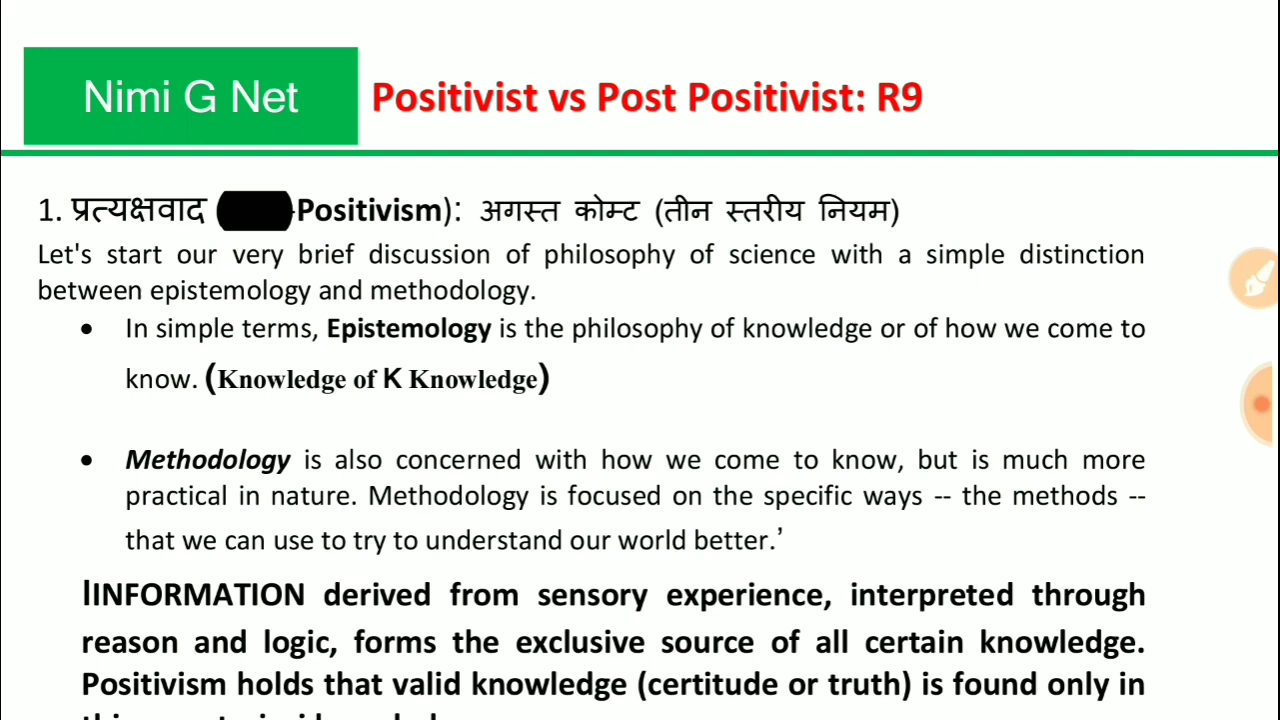 Nimi G Net
Positivist vs Post Positivist: R9
1. प्रत्यक्षवाद (-Positivism): अगस्त कोम्ट (तीन स्तरीय नियम)
Let's start our very brief discussion of philosophy of science with a simple distinction
between epistemology and methodology.
• In simple terms, Epistemology is the philosophy of knowledge or of how we come to
know. (Knowledge of K Knowledge)
• Methodology is also concerned with how we come to know, but is much more
practical in nature. Methodology is focused on the specific ways -- the methods --
that we can use to try to understand our world better.’
lINFORMATION derived from sensory experience, interpreted through
reason and logic, forms the exclusive source of all certain knowledge.
Positivism holds that valid knowledge (certitude or truth) is found only in